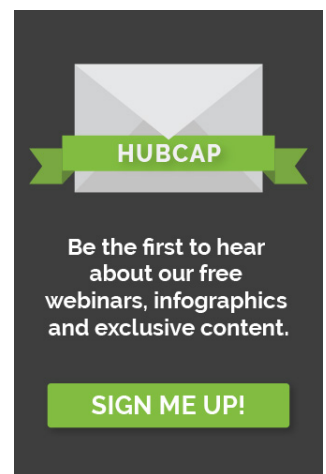 HUBCAP
Be the first to hear
about our free
webinars, infographics
and exclusive content.
SIGN ME UP!